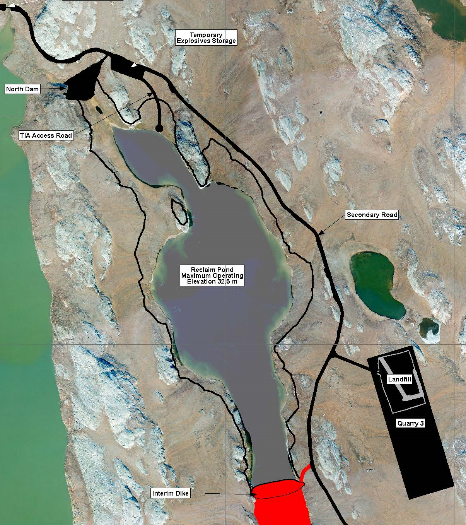 Temporary
Explosives Storage
North Dam
TIA Access Road
Secondary Road
Reclaim Pond
Maximum Operating
Elevation 32.5 m
Landfill
Quarry 3
Interim Dike